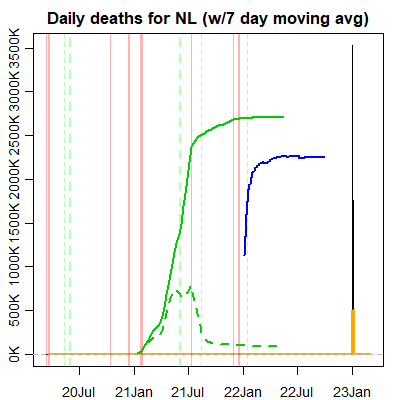 Daily deaths for NL (w/7 day moving avg)
3500K
3000K
2500K
2000K
1500K
1000K
500K
0K
20Jul 21Jan 21Jul 22Jan 22Jul 23Jan